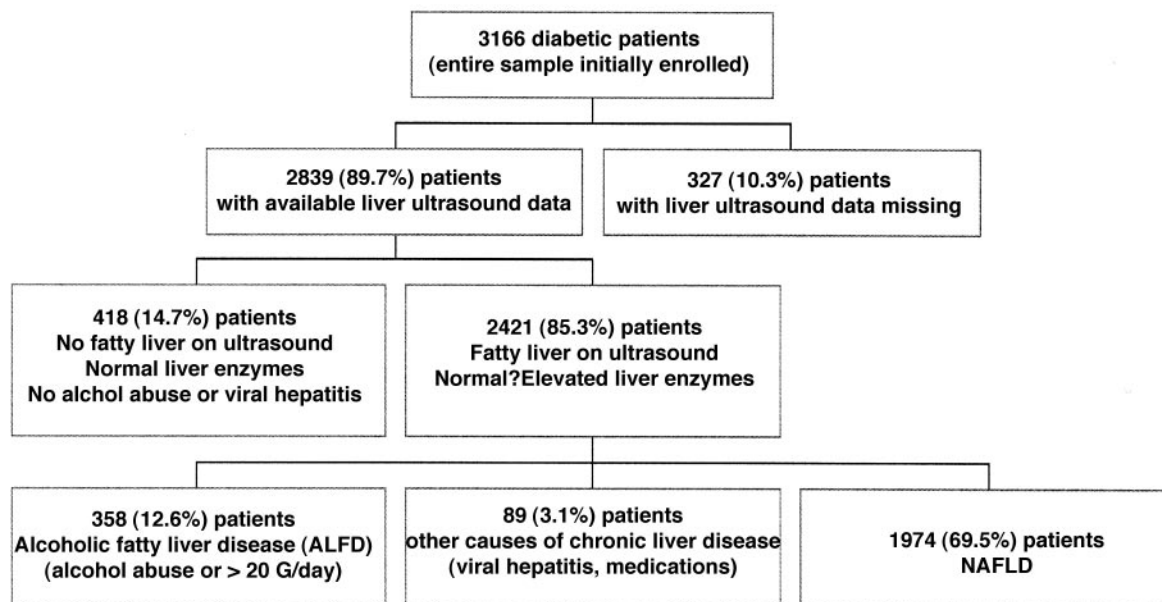 3166 diabetic patients
(entire sample initially enrolled)
2839 (89.7%) patients
with available liver ultrasound data
327 (10.3%) patients
with liver ultrasound data missing
418 (14.7%) patients
No fatty liver on ultrasound
Normal liver enzymes
No alchol abuse or viral hepatitis
2421 (85.3%) patients
Fatty liver on ultrasound
Normal?Elevated liver enzymes
358 (12.6%) patients
Alcoholic fatty liver disease (ALFD)
(alcohol abuse or > 20 G/day)
89 (3.1%) patients
other causes of chronic liver disease
(viral hepatitis, medications)
1974 (69.5%) patients
NAFLD